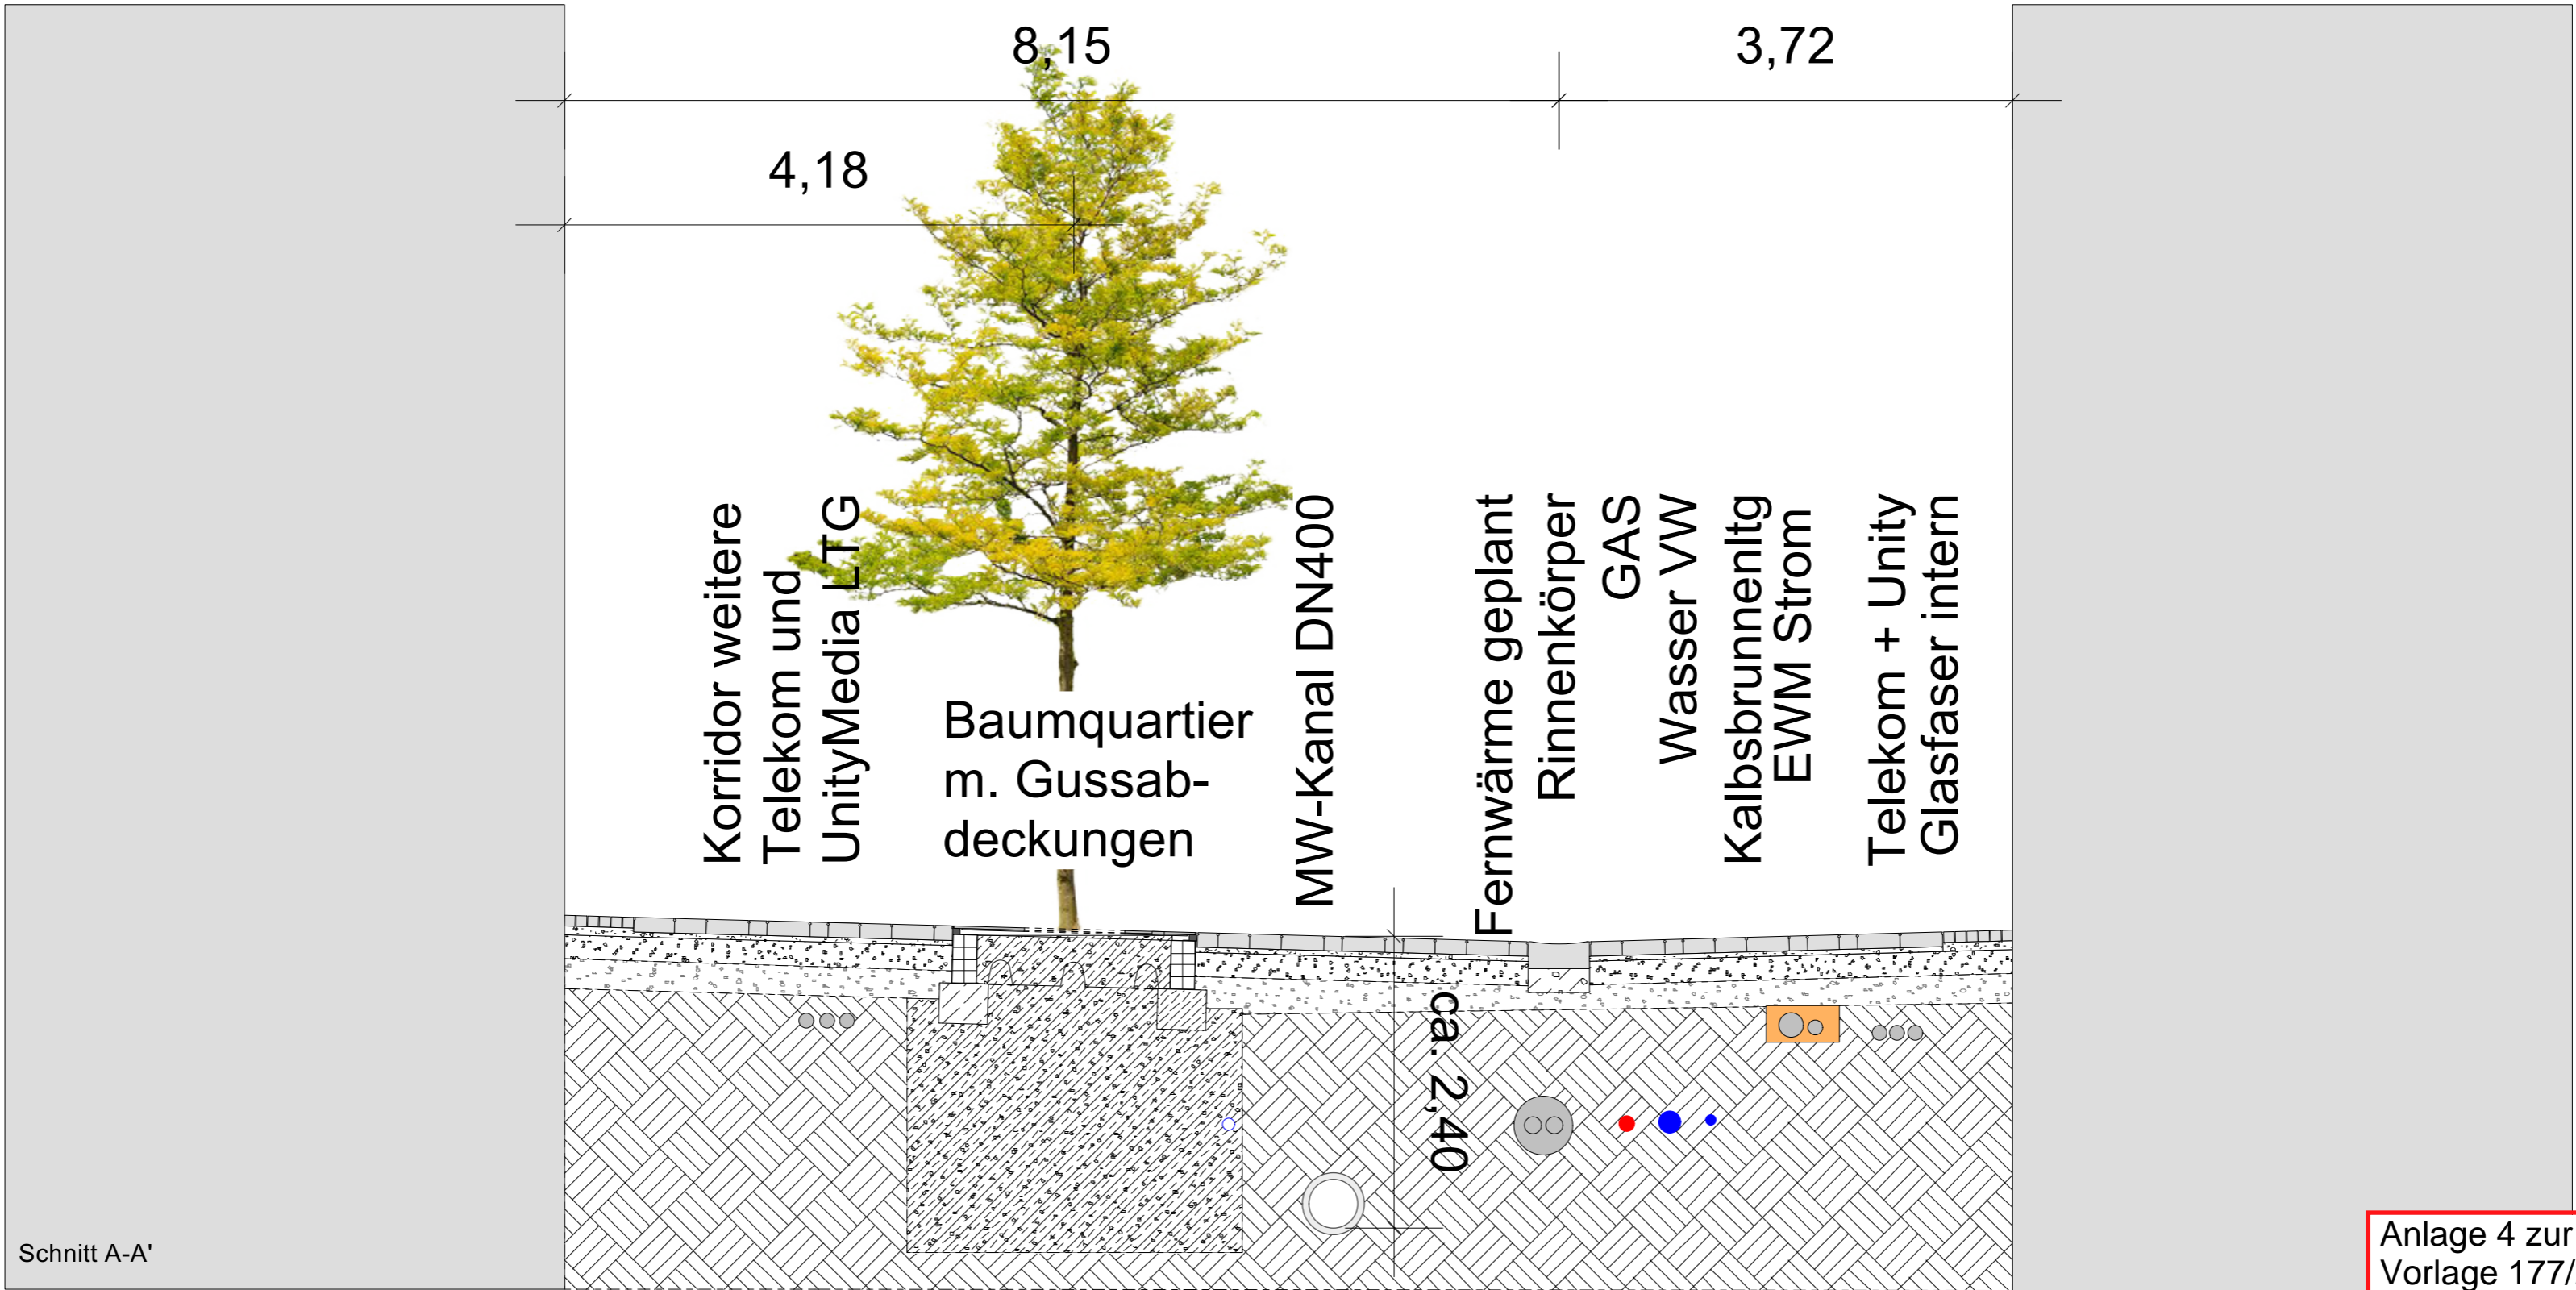 8,15
3,72
4,18
Korridor weitere
Telekom und
UnityMedia LTG
Baumquartier
m. Gussab-
deckungen
MW-Kanal DN400
Fernwärme geplant
Rinnenkörper
GAS
Wasser VW
Kalbsbrunnenltg
EWM Strom
Telekom + Unity
Glasfaser intern
ca. 2,40
Schnitt A-A'
Anlage 4 zur
Vorlage 177/